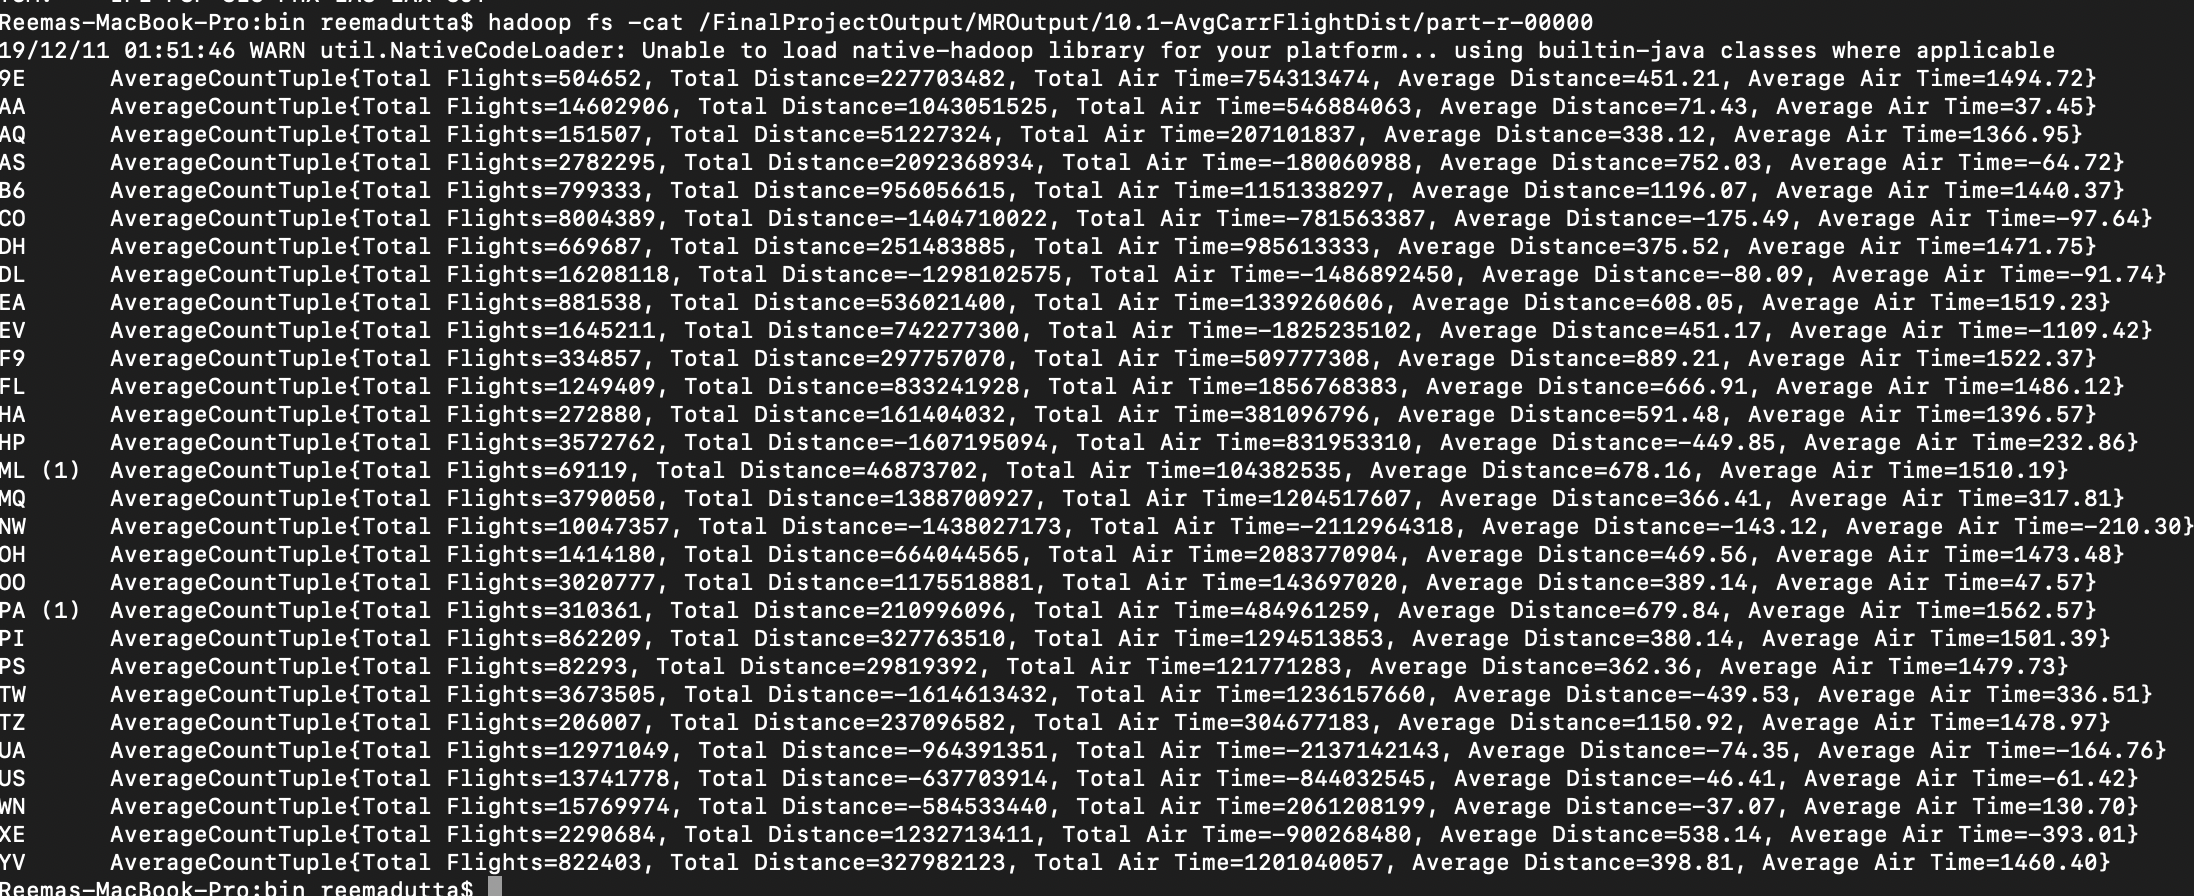 Reemas-MacBook-Pro:bin reemadutta$ hadoop fs -cat /FinalProjectOutput/MROutput/10.1-AvgCarrFlightDist/part-r-00000
19/12/11 01:51:46 WARN util.NativeCodeLoader: Unable to load native-hadoop library for your platform... using builtin-java classes where applicable
9E AverageCountTuple{Total Flights=504652, Total Distance=227703482, Total Air Time=754313474, Average Distance=451.21, Average Air Time=1494.72}
AA AverageCountTuple{Total Flights=14602906, Total Distance=1043051525, Total Air Time=546884063, Average Distance=71.43, Average Air Time=37.45}
AQ AverageCountTuple{Total Flights=151507, Total Distance=51227324, Total Air Time=207101837, Average Distance=338.12, Average Air Time=1366.95}
AS AverageCountTuple{Total Flights=2782295, Total Distance=2092368934, Total Air Time=-180060988, Average Distance=752.03, Average Air Time=-64.72}
B6 AverageCountTuple{Total Flights=799333, Total Distance=956056615, Total Air Time=1151338297, Average Distance=1196.07, Average Air Time=1440.37}
CO AverageCountTuple{Total Flights=8004389, Total Distance=-1404710022, Total Air Time=-781563387, Average Distance=-175.49, Average Air Time=-97.64}
DH AverageCountTuple{Total Flights=669687, Total Distance=251483885, Total Air Time=985613333, Average Distance=375.52, Average Air Time=1471.75}
DL AverageCountTuple{Total Flights=16208118, Total Distance=-1298102575, Total Air Time=-1486892450, Average Distance=-80.09, Average Air Time=-91.74}
EA AverageCountTuple{Total Flights=881538, Total Distance=536021400, Total Air Time=1339260606, Average Distance=608.05, Average Air Time=1519.23}
EV AverageCountTuple{Total Flights=1645211, Total Distance=742277300, Total Air Time=-1825235102, Average Distance=451.17, Average Air Time=-1109.42}
F9 AverageCountTuple{Total Flights=334857, Total Distance=297757070, Total Air Time=509777308, Average Distance=889.21, Average Air Time=1522.37}
FL AverageCountTuple{Total Flights=1249409, Total Distance=833241928, Total Air Time=1856768383, Average Distance=666.91, Average Air Time=1486.12}
HA AverageCountTuple{Total Flights=272880, Total Distance=161404032, Total Air Time=381096796, Average Distance=591.48, Average Air Time=1396.57}
HP AverageCountTuple{Total Flights=3572762, Total Distance=-1607195094, Total Air Time=831953310, Average Distance=-449.85, Average Air Time=232.86}
ML (1) AverageCountTuple{Total Flights=69119, Total Distance=46873702, Total Air Time=104382535, Average Distance=678.16, Average Air Time=1510.19}
MQ AverageCountTuple{Total Flights=3790050, Total Distance=1388700927, Total Air Time=1204517607, Average Distance=366.41, Average Air Time=317.81}
NW AverageCountTuple{Total Flights=10047357, Total Distance=-1438027173, Total Air Time=-2112964318, Average Distance=-143.12, Average Air Time=-210.30}
OH AverageCountTuple{Total Flights=1414180, Total Distance=664044565, Total Air Time=2083770904, Average Distance=469.56, Average Air Time=1473.48}
OO AverageCountTuple{Total Flights=3020777, Total Distance=1175518881, Total Air Time=143697020, Average Distance=389.14, Average Air Time=47.57}
PA (1) AverageCountTuple{Total Flights=310361, Total Distance=210996096, Total Air Time=484961259, Average Distance=679.84, Average Air Time=1562.57}
PI AverageCountTuple{Total Flights=862209, Total Distance=327763510, Total Air Time=1294513853, Average Distance=380.14, Average Air Time=1501.39}
PS AverageCountTuple{Total Flights=82293, Total Distance=29819392, Total Air Time=121771283, Average Distance=362.36, Average Air Time=1479.73}
TW AverageCountTuple{Total Flights=3673505, Total Distance=-1614613432, Total Air Time=1236157660, Average Distance=-439.53, Average Air Time=336.51}
TZ AverageCountTuple{Total Flights=206007, Total Distance=237096582, Total Air Time=304677183, Average Distance=1150.92, Average Air Time=1478.97}
UA AverageCountTuple{Total Flights=12971049, Total Distance=-964391351, Total Air Time=-2137142143, Average Distance=-74.35, Average Air Time=-164.76}
US AverageCountTuple{Total Flights=13741778, Total Distance=-637703914, Total Air Time=-844032545, Average Distance=-46.41, Average Air Time=-61.42}
WN AverageCountTuple{Total Flights=15769974, Total Distance=-584533440, Total Air Time=2061208199, Average Distance=-37.07, Average Air Time=130.70}
XE AverageCountTuple{Total Flights=2290684, Total Distance=1232713411, Total Air Time=-900268480, Average Distance=538.14, Average Air Time=-393.01}
YV AverageCountTuple{Total Flights=822403, Total Distance=327982123, Total Air Time=1201040057, Average Distance=398.81, Average Air Time=1460.40}
Reemas-MacBook-Pro:bin reemadutta$